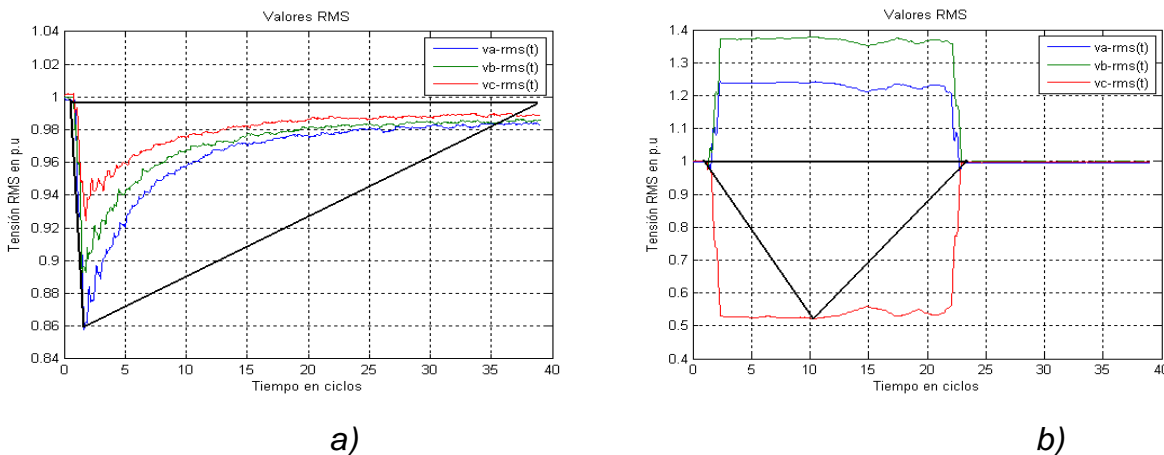 Valores RMS
1.04
1.02
1
0.98
0.96
0.94
0.92
0.9
0.88
0.86
0.84
0
5
10
15
20
25
30
35
40
Tensión RMS en p.u
Tiempo en ciclos
va-rms(t)
vb-rms(t)
vc-rms(t)
a)
Valores RMS
1.4
1.3
1.2
1.1
1
0.9
0.8
0.7
0.6
0.5
0.4
0
5
10
15
20
25
30
35
40
Tensión RMS en p.u
Tiempo en ciclos
va-rms(t)
vb-rms(t)
vc-rms(t)
b)